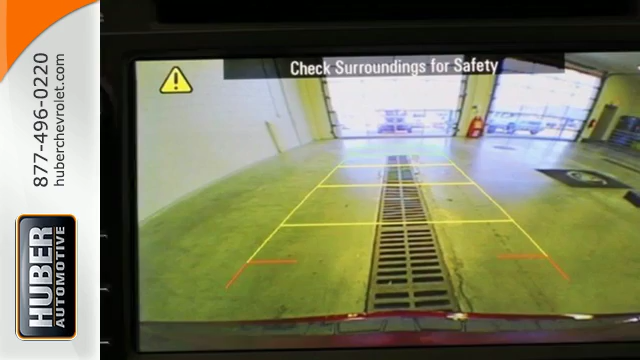 877-496-0220
huberchevrolet.com
HUBER
AUTOMOTIVE
Check Surroundings for Safety